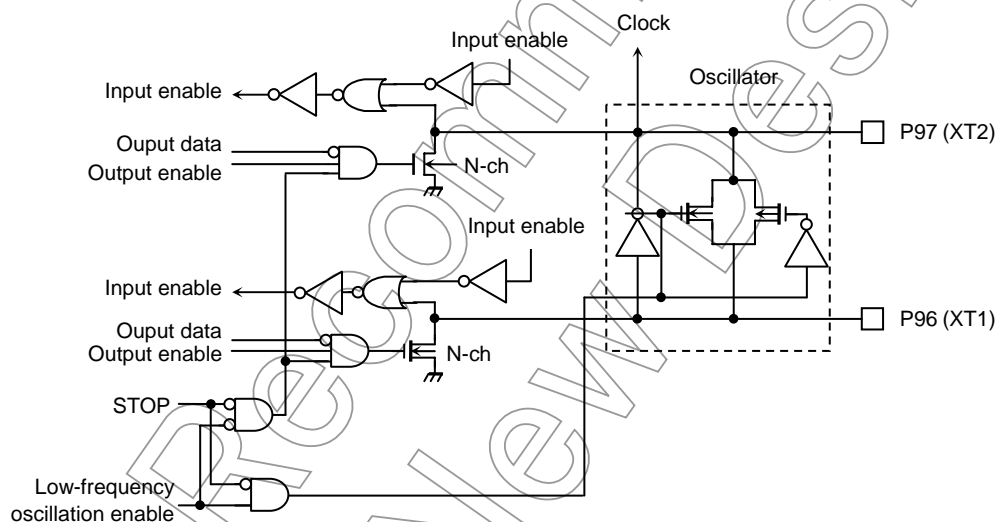 Clock
Input enable
Oscillator
Input enable
P97 (XT2)
Ouput data
Output enable
N-ch
Input enable
Input enable
P96 (XT1)
Ouput data
Output enable
N-ch
STOP
Low-frequency
oscillation enable